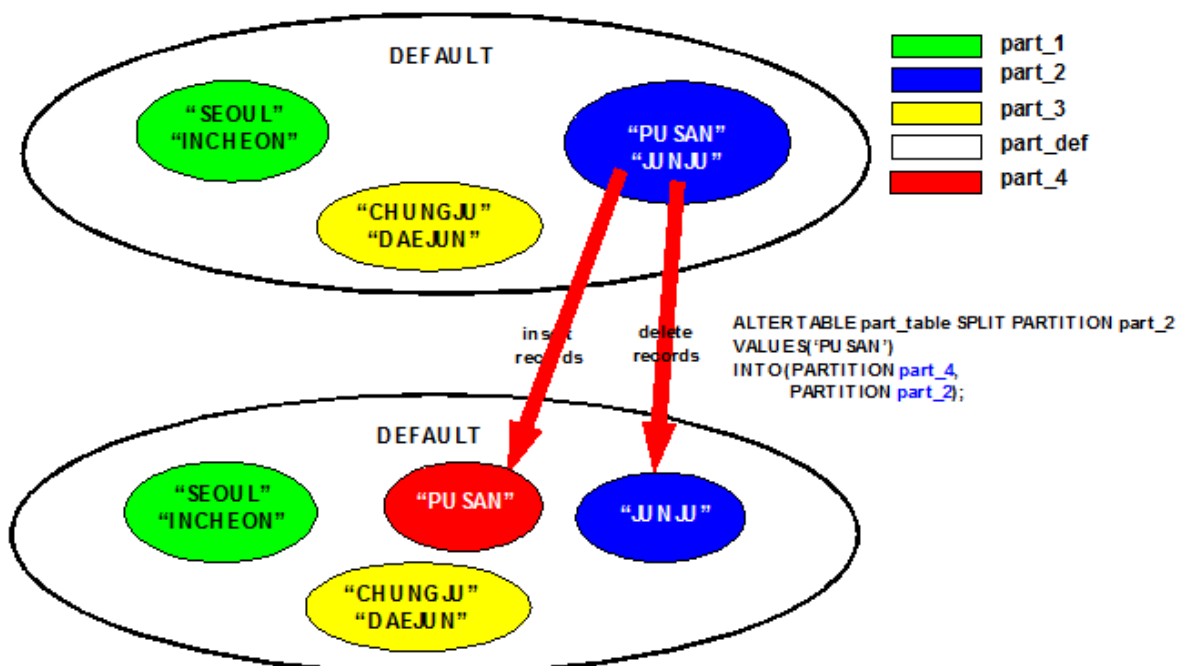 DEFAULT
“SEOUL”
“INCHEON”
“PUSAN”
“JUNJU”
“CHUNGJU”
“DAEJUN”
part_1
part_2
part_3
part_def
part_4
insert
records
delete
records
ALTER TABLE part_table SPLIT PARTITION part_2
VALUES(‘PUSAN’)
INTO(PARTITION part_4,
PARTITION part_2);
DEFAULT
“SEOUL”
“INCHEON”
“PUSAN”
“JUNJU”
“CHUNGJU”
“DAEJUN”